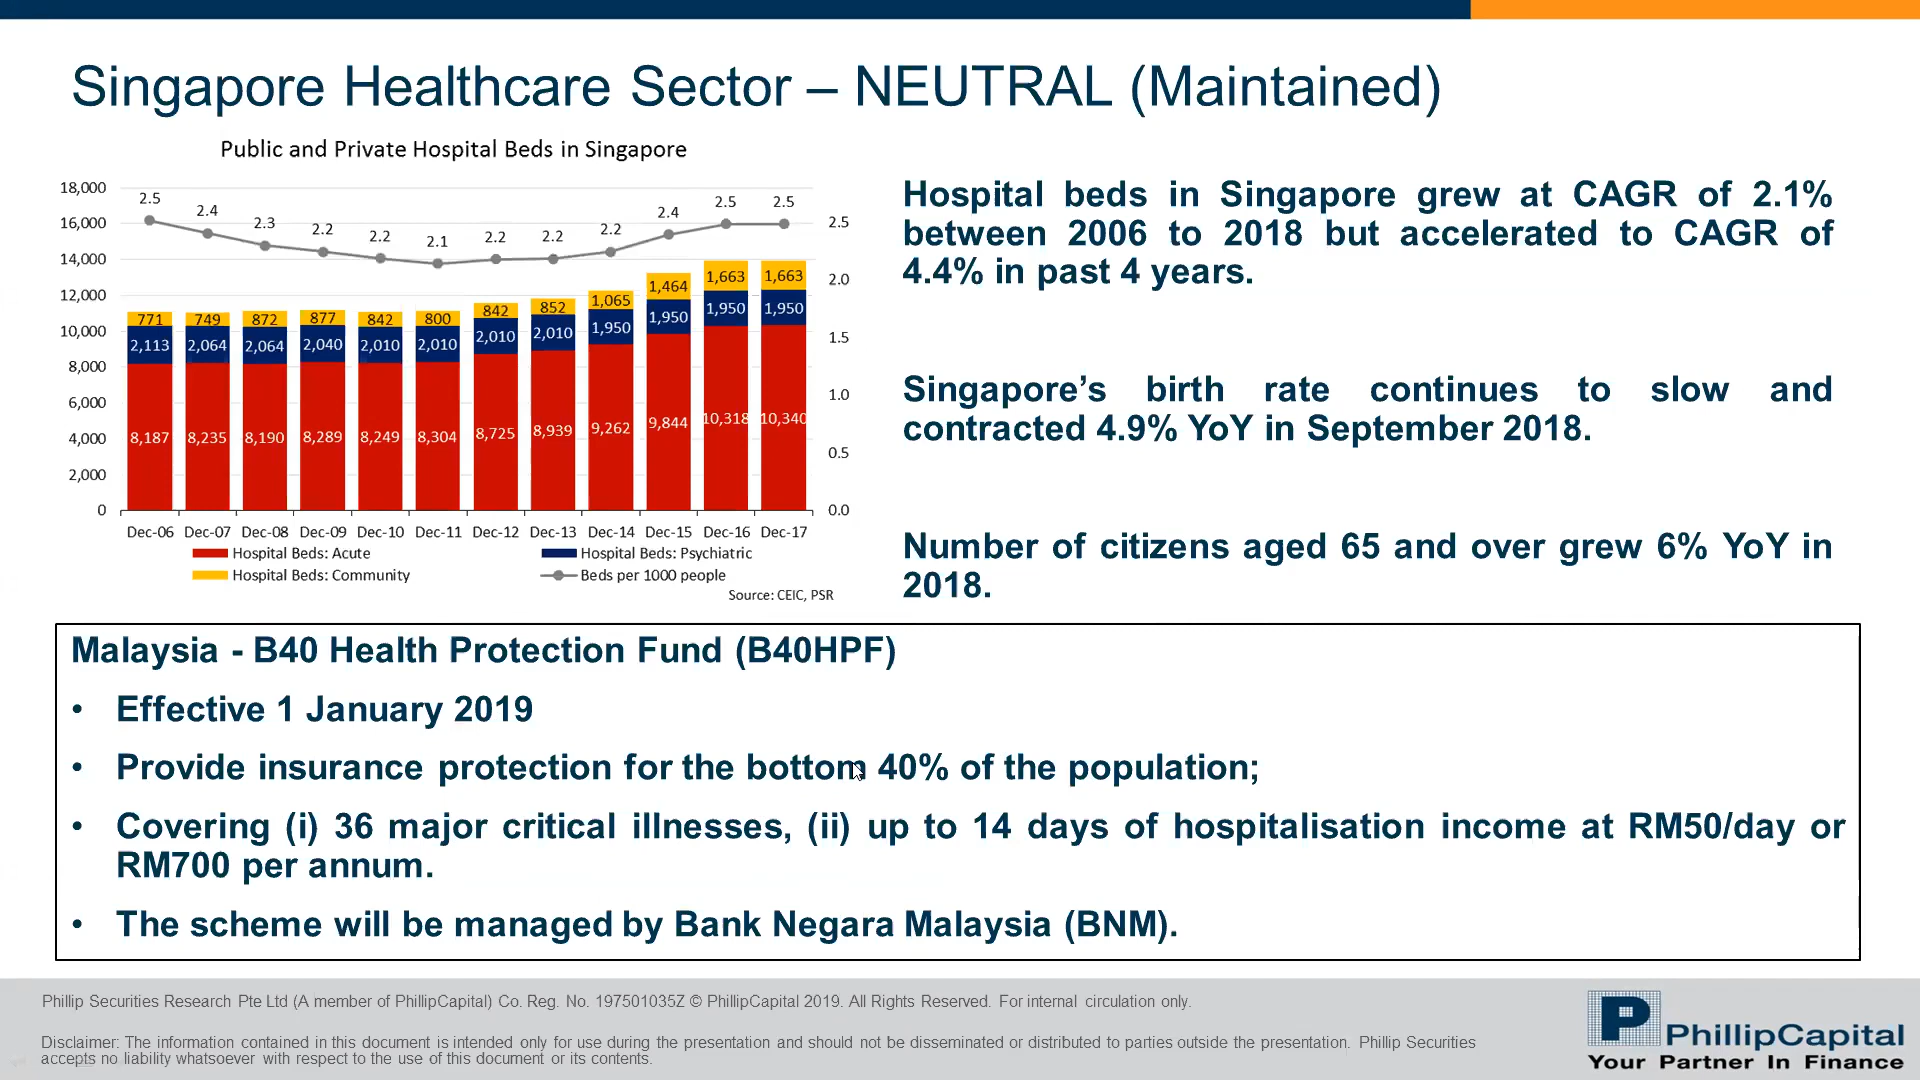 Singapore Healthcare Sector – NEUTRAL (Maintained)
Public and Private Hospital Beds in Singapore
18,000
16,000
14,000
12,000
10,000
8,000
6,000
4,000
2,000
0
2.5 2.4 2.3 2.2 2.2 2.1 2.2 2.2 2.2 2.4 2.5 2.5
771 749 872 877 842 800 842 852 1,065 1,464 1,663 1,663
2,113 2,064 2,064 2,040 2,010 2,010 2,010 2,010 1,950 1,950 1,950 1,950
8,187 8,235 8,190 8,289 8,249 8,304 8,725 8,939 9,262 9,844 10,318 10,340
2.5
2.0
1.5
1.0
0.5
0.0
Dec-06 Dec-07 Dec-08 Dec-09 Dec-10 Dec-11 Dec-12 Dec-13 Dec-14 Dec-15 Dec-16 Dec-17
Hospital Beds: Acute Hospital Beds: Psychiatric
Hospital Beds: Community Beds per 1000 people
Source: CEIC, PSR
Hospital beds in Singapore grew at CAGR of 2.1%
between 2006 to 2018 but accelerated to CAGR of
4.4% in past 4 years.
Singapore’s birth rate continues to slow and
contracted 4.9% YoY in September 2018.
Number of citizens aged 65 and over grew 6% YoY in
2018.
Malaysia - B40 Health Protection Fund (B40HPF)
• Effective 1 January 2019
• Provide insurance protection for the bottom 40% of the population;
• Covering (i) 36 major critical illnesses, (ii) up to 14 days of hospitalisation income at RM50/day or
RM700 per annum.
• The scheme will be managed by Bank Negara Malaysia (BNM).
Phillip Securities Research Pte Ltd (A member of PhillipCapital) Co. Reg. No. 197501035Z © PhillipCapital 2019. All Rights Reserved. For internal circulation only.
Disclaimer: The information contained in this document is intended only for use during the presentation and should not be disseminated or distributed to parties outside the presentation. Phillip Securities
accepts no liability whatsoever with respect to the use of this document or its contents.
P
PhillipCapital
Your Partner In Finance